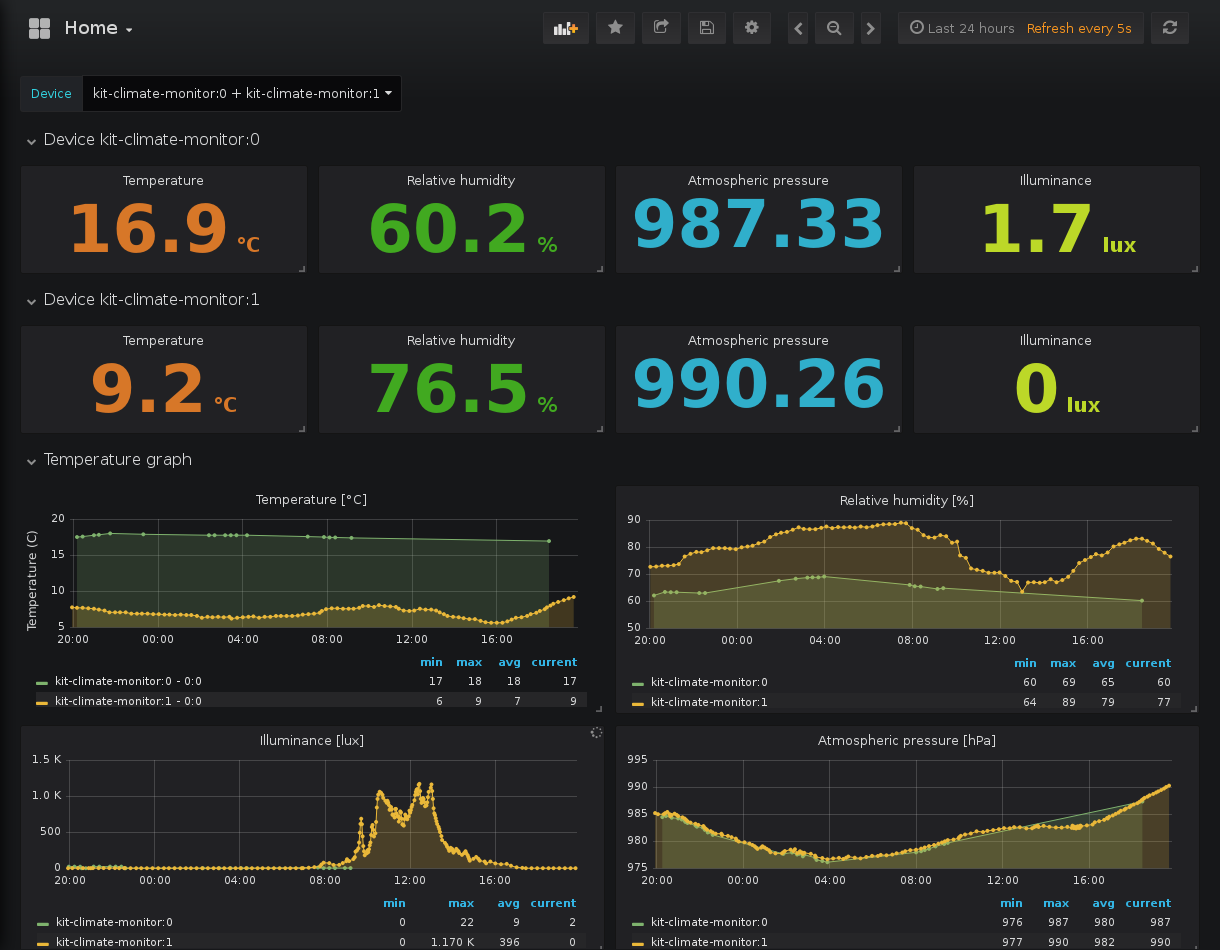 Home
Last 24 hours Refresh every 5s
Device kit-climate-monitor:0 + kit-climate-monitor:1
Device kit-climate-monitor:0
Temperature Relative humidity Atmospheric pressure Illuminance
16.9 °C 60.2 % 987.33 1.7 lux
Device kit-climate-monitor:1
Temperature Relative humidity Atmospheric pressure Illuminance
9.2 °C 76.5 % 990.26 0 lux
Temperature graph
Temperature [°C]
Temperature (C)
20
15
10
5
20:00 00:00 04:00 08:00 12:00 16:00
min max avg current
kit-climate-monitor:0 - 0:0 17 18 18 17
kit-climate-monitor:1 - 0:0 6 9 7 9
Relative humidity [%]
90
80
70
60
50
20:00 00:00 04:00 08:00 12:00 16:00
min max avg current
kit-climate-monitor:0 60 69 65 60
kit-climate-monitor:1 64 89 79 77
Illuminance [lux]
1.5 K
1.0 K
500
0
20:00 00:00 04:00 08:00 12:00 16:00
min max avg current
kit-climate-monitor:0 0 22 9 2
kit-climate-monitor:1 0 1.170 K 396 0
Atmospheric pressure [hPa]
995
990
985
980
975
20:00 00:00 04:00 08:00 12:00 16:00
min max avg current
kit-climate-monitor:0 976 987 980 987
kit-climate-monitor:1 977 990 982 990